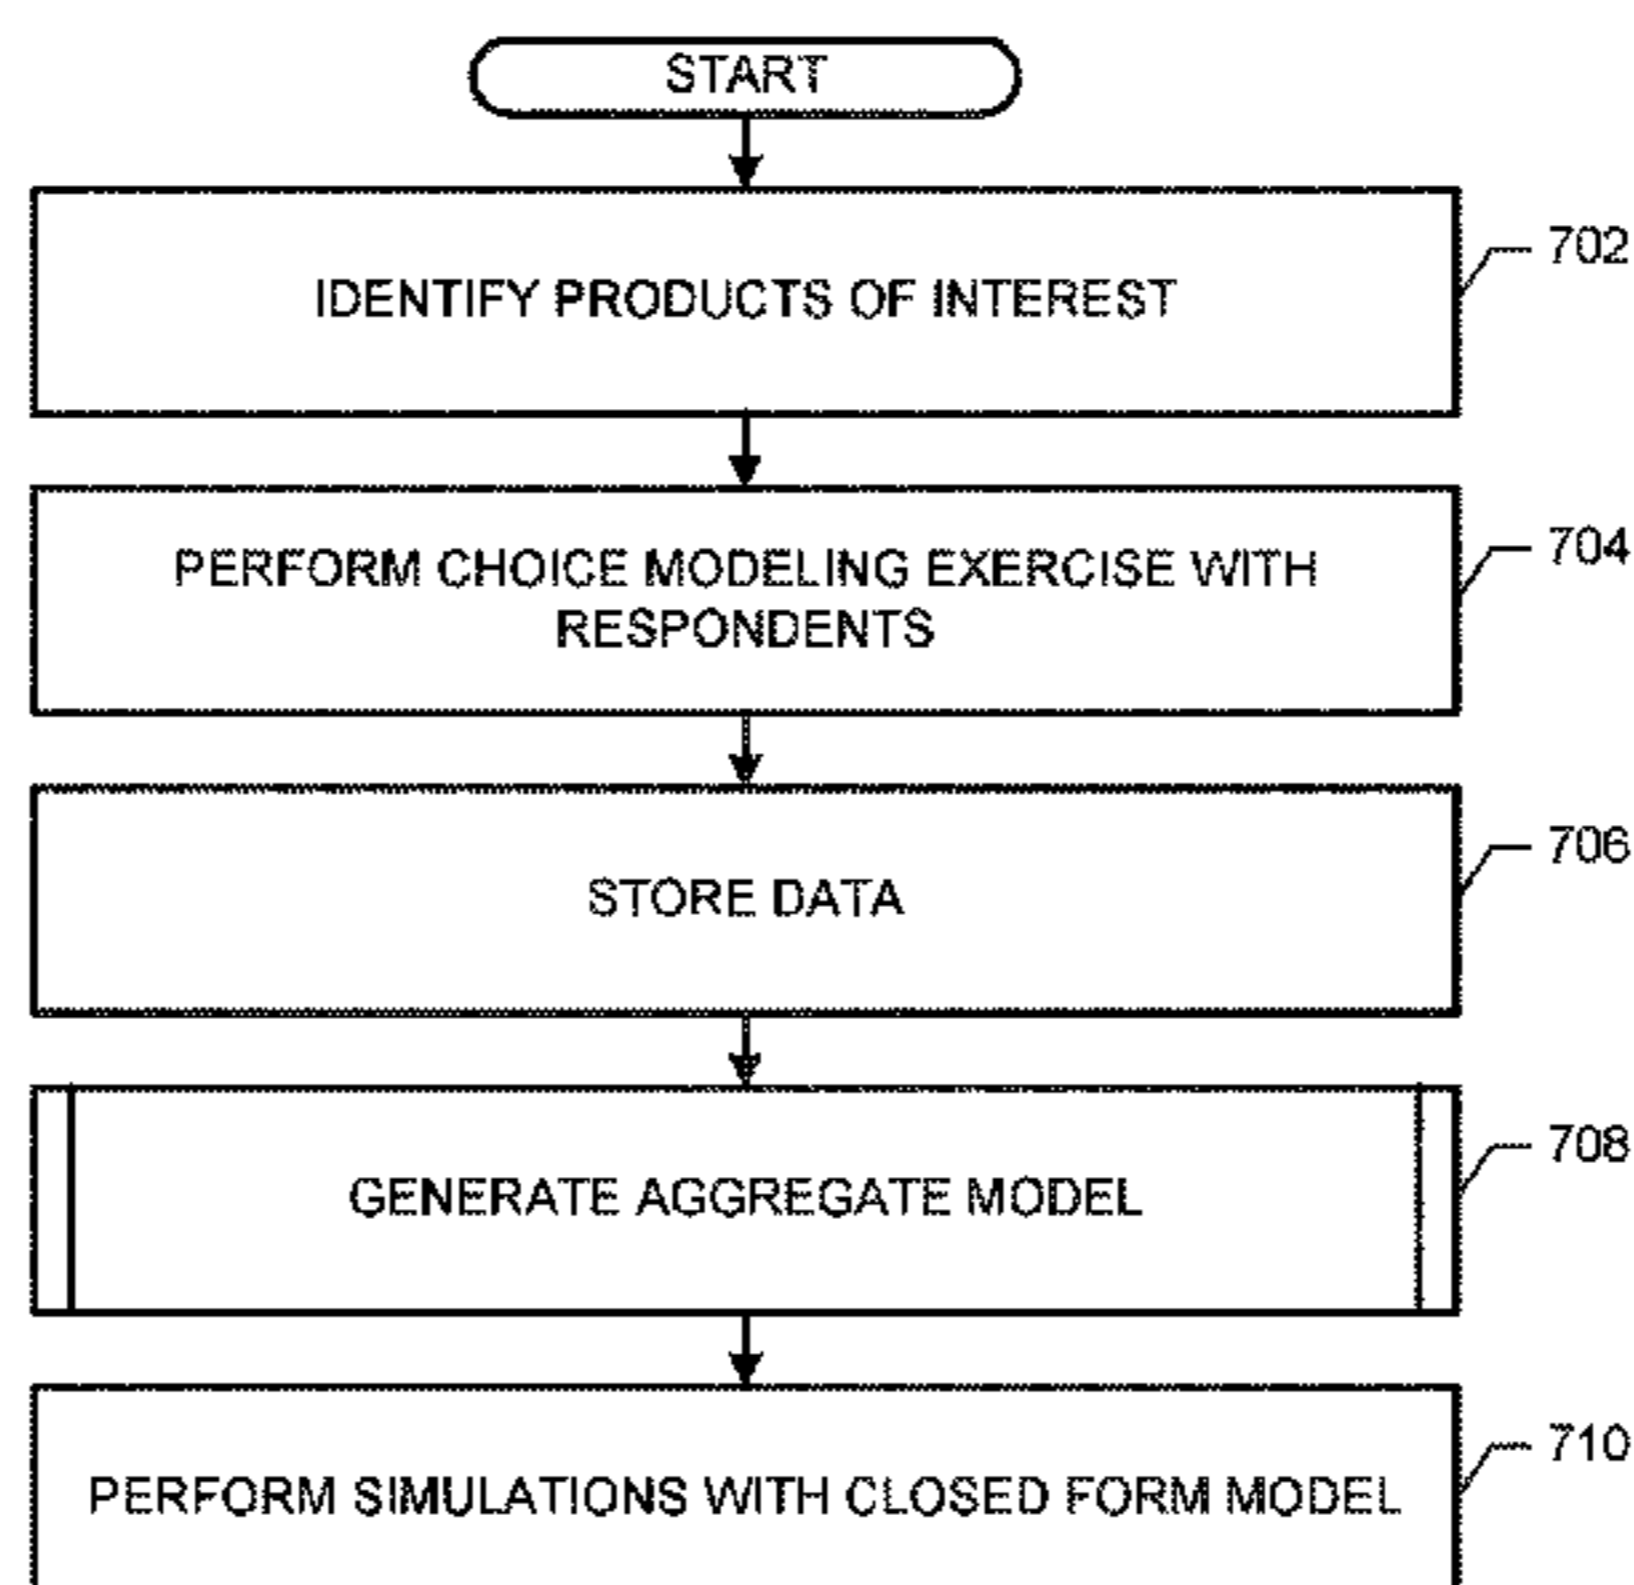 START
IDENTIFY PRODUCTS OF INTEREST
702
PERFORM CHOICE MODELING EXERCISE WITH
RESPONDENTS
704
STORE DATA
706
GENERATE AGGREGATE MODEL
708
PERFORM SIMULATIONS WITH CLOSED FORM MODEL
710